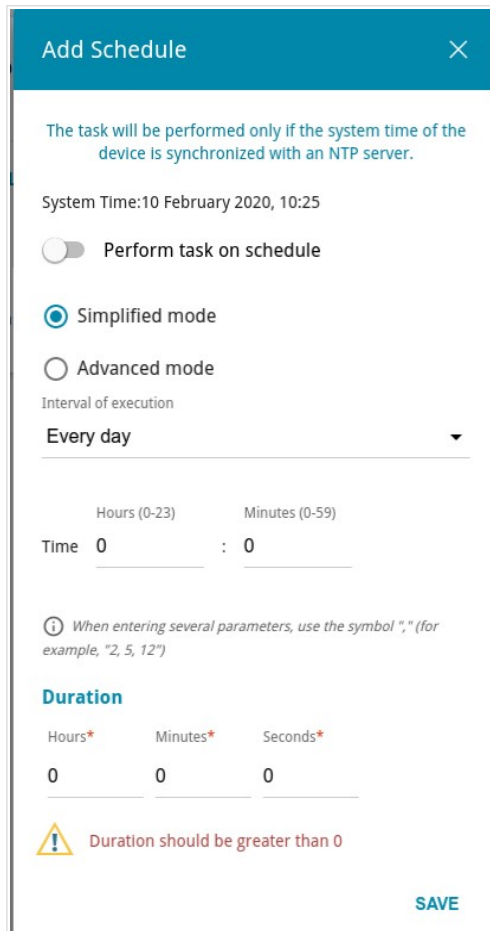 Add Schedule
The task will be performed only if the system time of the
device is synchronized with an NTP server.
System Time:10 February 2020, 10:25
Perform task on schedule
Simplified mode
Advanced mode
Interval of execution
Every day
Hours (0-23) Minutes (0-59)
Time 0 : 0
When entering several parameters, use the symbol "," (for
example, "2, 5, 12")
Duration
Hours* Minutes* Seconds*
0 0 0
Duration should be greater than 0
SAVE